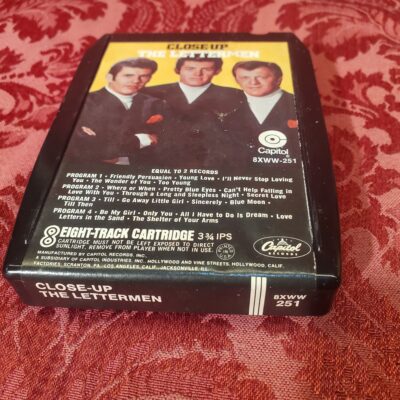 CLOSE-UP
THE LETTERMEN
Capitol
8XWW-251
EQUAL TO 2 RECORDS
PROGRAM 1 - Friendly Persuasion • Young Love • I'll Never Stop Loving
You • The Wonder of You • Too Young
PROGRAM 2 - Where or When • Pretty Blue Eyes • Can't Help Falling in
Love With You • Through a Long and Sleepless Night • Secret Love
PROGRAM 3 - Till • Go Away Little Girl • Sincerely • Blue Moon •
Till Then
PROGRAM 4 - Be My Girl • Only You • All I Have to Do Is Dream • Love
Letters in the Sand • The Shelter of Your Arms
8 EIGHT-TRACK CARTRIDGE 3¾ IPS
CARTRIDGE MUST NOT BE LEFT EXPOSED TO DIRECT
SUNLIGHT. REMOVE FROM PLAYER WHEN NOT IN USE.
MANUFACTURED BY CAPITOL RECORDS, INC.,
A SUBSIDIARY OF CAPITOL INDUSTRIES, INC., HOLLYWOOD AND VINE STREETS, HOLLYWOOD, CALIF.
FACTORIES: SCRANTON, PA. - LOS ANGELES, CALIF. - JACKSONVILLE, ILL.
Capitol
RECORDS
CLOSE-UP
THE LETTERMEN
8XWW
251